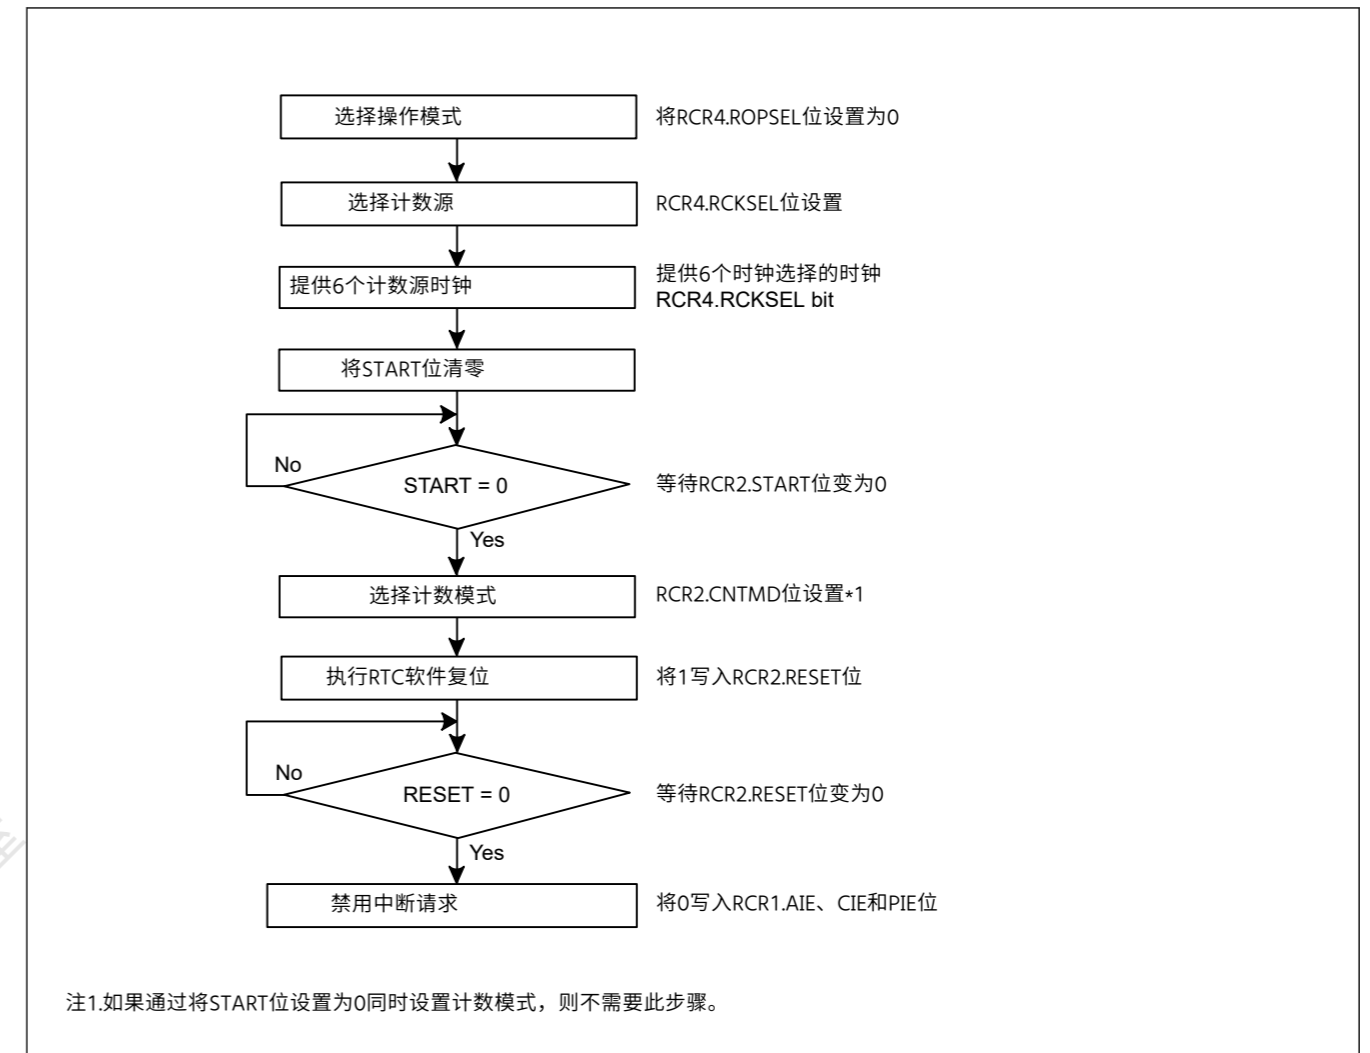 选择操作模式 将RCR4.ROPSEL位设置为0
选择计数源 RCR4.RCKSEL位设置
提供6个计数源时钟 提供6个时钟选择的时钟
RCR4.RCKSEL bit
将START位清零
No
START = 0 等待RCR2.START位变为0
Yes
选择计数模式 RCR2.CNTMD位设置*1
执行RTC软件复位 将1写入RCR2.RESET位
No
RESET = 0 等待RCR2.RESET位变为0
Yes
禁用中断请求 将0写入RCR1.AIE、CIE和PIE位
注1.如果通过将START位设置为0同时设置计数模式，则不需要此步骤。